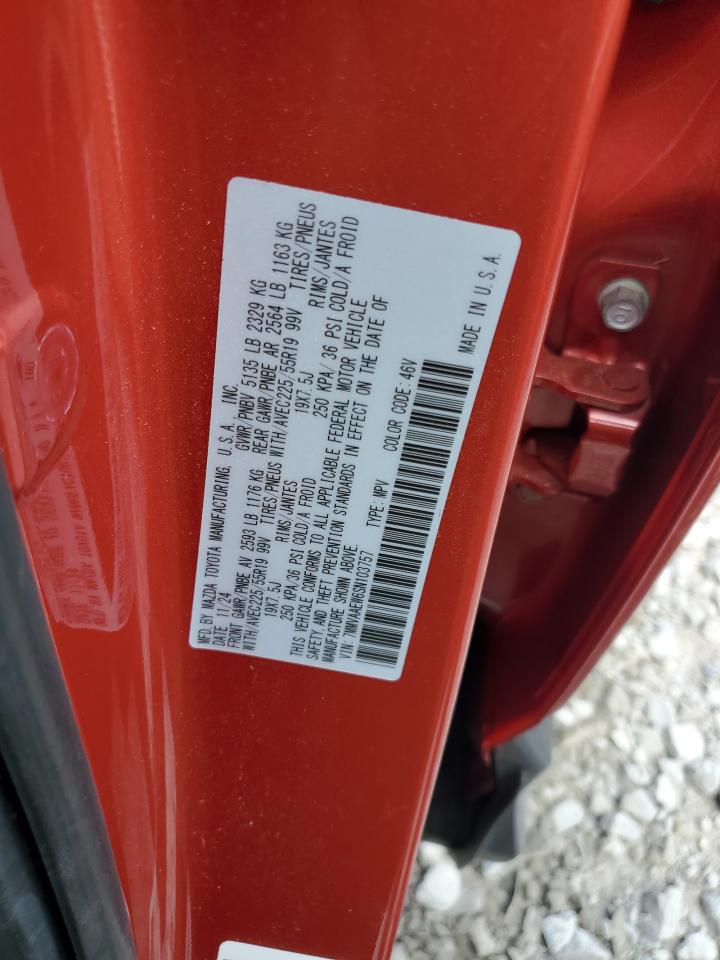 MFD. BY MAZDA TOYOTA MANUFACTURING, U.S.A., INC.
DATE 11/24 GVWR/PNBV 5135 LB 2329 KG
FRONT GAWR/PNBE AV 2593 LB 1176 KG REAR GAWR/PNBE AR 2564 LB 1163 KG
WITH/AVEC225/55R19 99V TIRES/PNEUS WITH/AVEC225/55R19 99V TIRES/PNEUS
19X7.5J RIMS/JANTES 19X7.5J RIMS/JANTES
250 KPA/36 PSI COLD/A FROID 250 KPA/36 PSI COLD/A FROID
THIS VEHICLE CONFORMS TO ALL APPLICABLE FEDERAL MOTOR VEHICLE
SAFETY, AND THEFT PREVENTION STANDARDS IN EFFECT ON THE DATE OF
MANUFACTURE SHOWN ABOVE.
VIN: 7MMVAAEW6SN103757 TYPE: MPV COLOR CODE: 46V
MADE IN U.S.A.